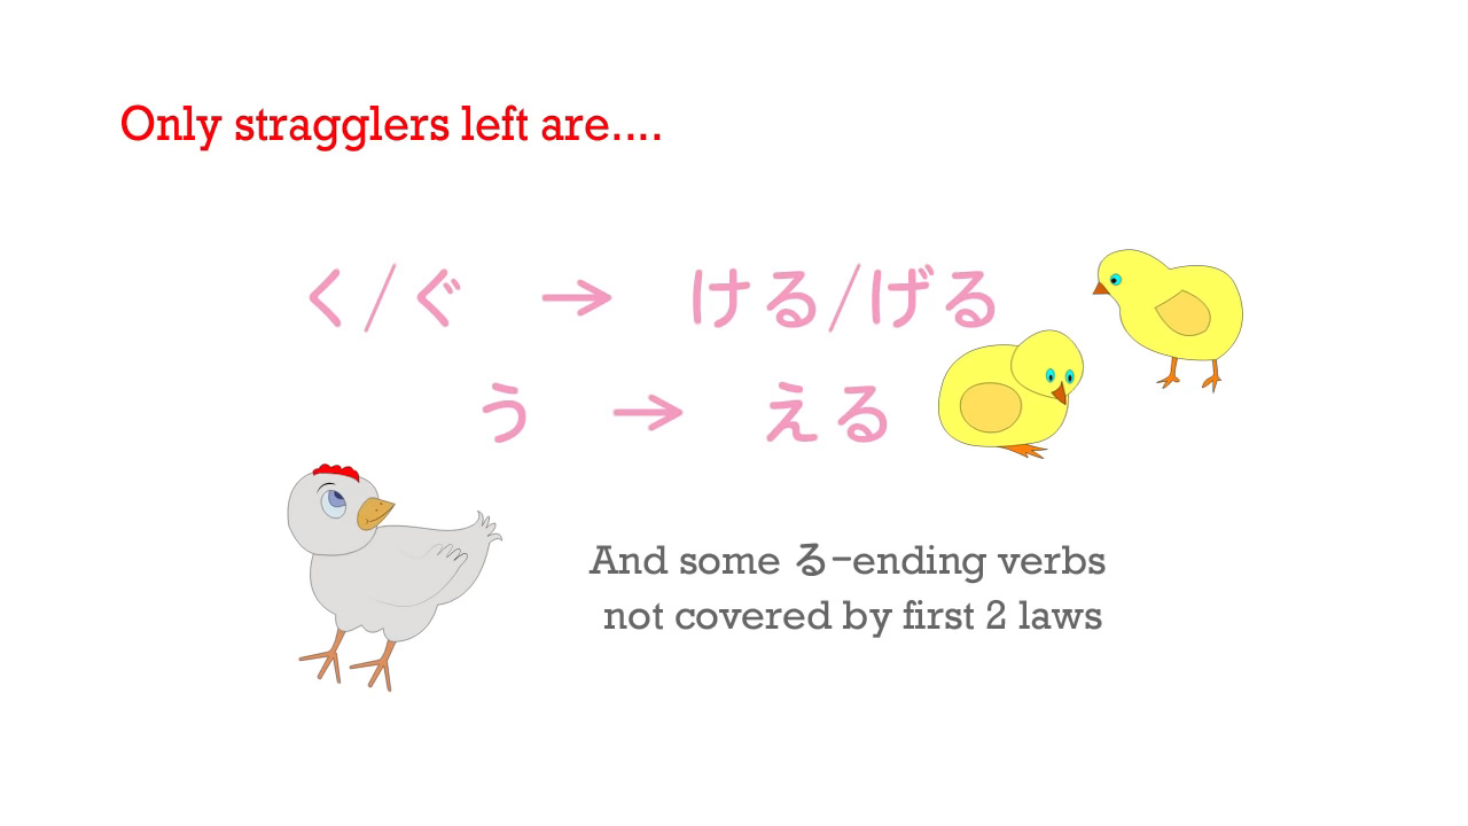 Only stragglers left are....
く/ぐ → ける/げる
う → える
And some る-ending verbs
not covered by first 2 laws